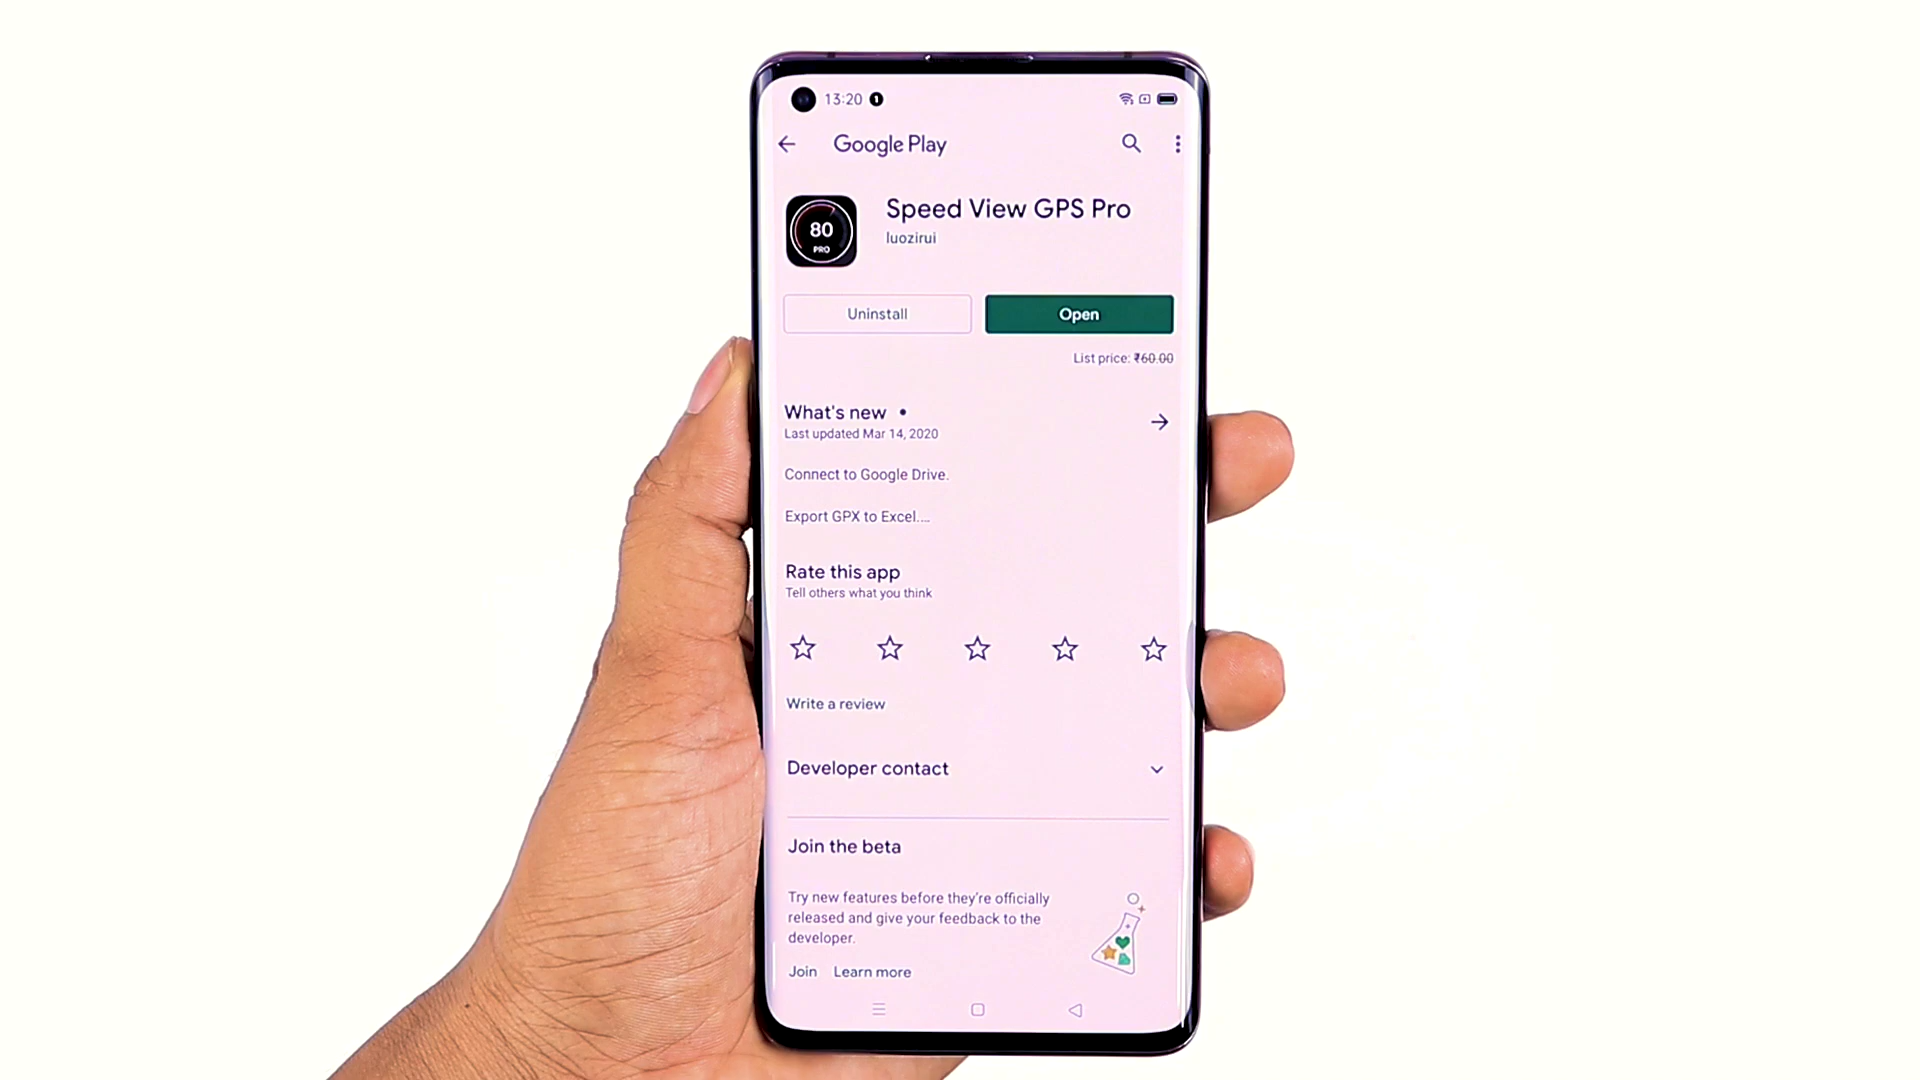 13:20 1
Google Play
80
PRO
Speed View GPS Pro
luozirui
Uninstall
Open
List price: ₹60.00
What's new •
Last updated Mar 14, 2020
Connect to Google Drive.
Export GPX to Excel....
Rate this app
Tell others what you think
Write a review
Developer contact
Join the beta
Try new features before they're officially
released and give your feedback to the
developer.
Join Learn more